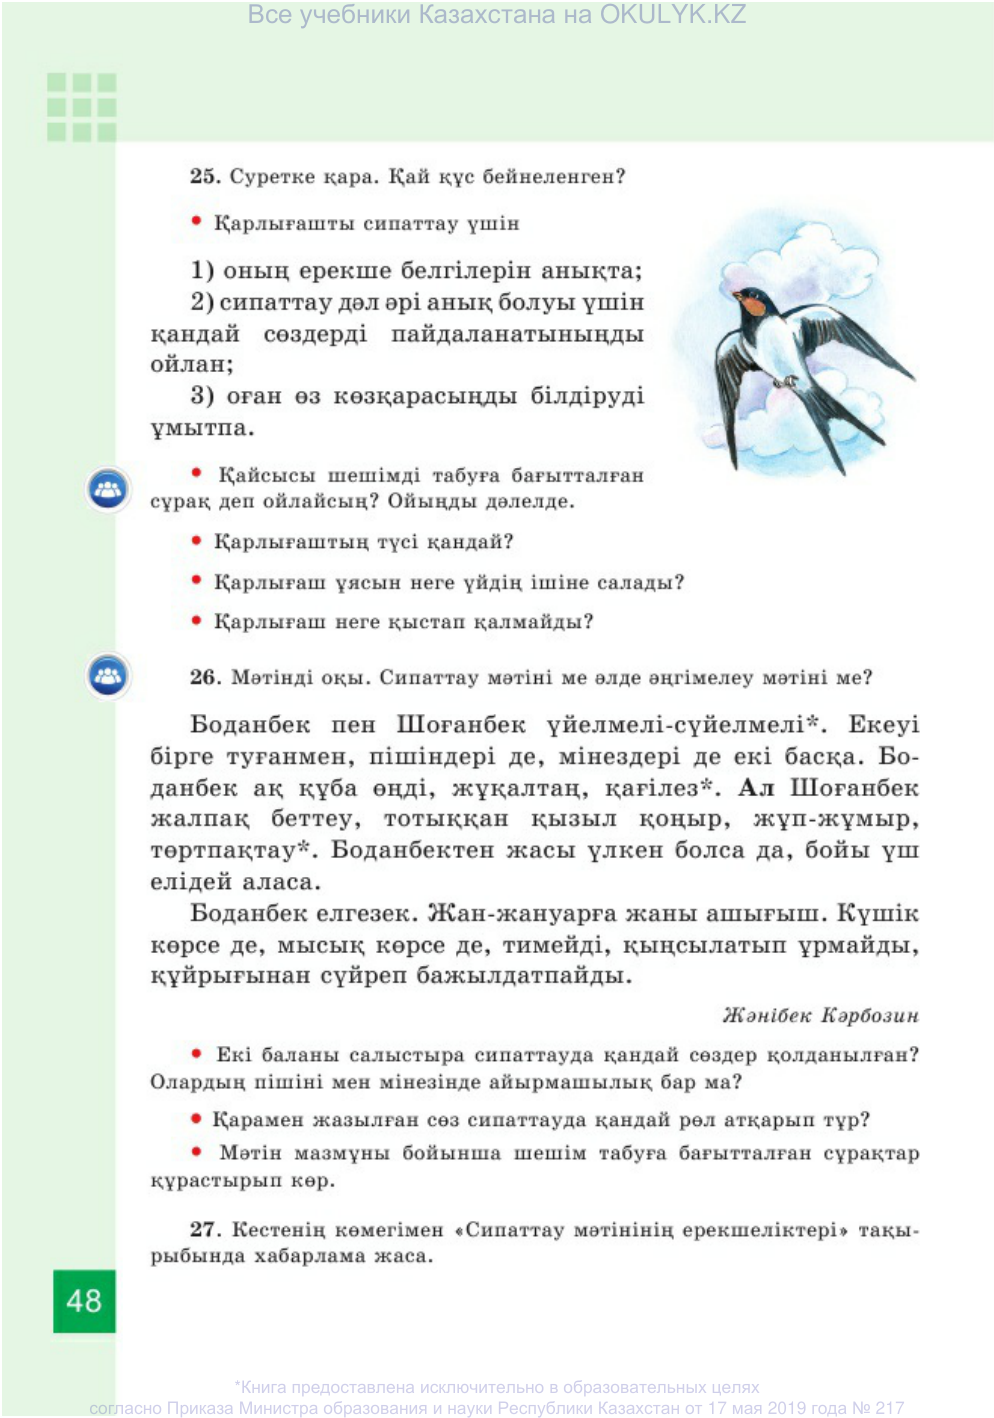 Все учебники Казахстана на OKULYK.KZ
25. Суретке қара. Қай құс бейнеленген?
• Қарлығашты сипаттау үшін
1) оның ерекше белгілерін анықта;
2) сипаттау дәл әрі анық болуы үшін
қандай сөздерді пайдаланатыныңды
ойлан;
3) оған өз көзқарасыңды білдіруді
ұмытпа.
• Қайсысы шешімді табуға бағытталған
сұрақ деп ойлайсың? Ойыңды дәлелде.
• Қарлығаштың түсі қандай?
• Қарлығаш ұясын неге үйдің ішіне салады?
• Қарлығаш неге қыстап қалмайды?
26. Мәтінді оқы. Сипаттау мәтіні ме әлде әңгімелеу мәтіні ме?
Боданбек пен Шоғанбек үйелмелі-сүйелмелі*. Екеуі
бірге туғанмен, пішіндері де, мінездері де екі басқа. Бо-
данбек ақ құба өңді, жұқалтаң, қағілез*. Ал Шоғанбек
жалпақ беттеу, тотыққан қызыл қоңыр, жұп-жұмыр,
төртпақтау*. Боданбектен жасы үлкен болса да, бойы үш
елідей аласа.
Боданбек елгезек. Жан-жануарға жаны ашығыш. Күшік
көрсе де, мысық көрсе де, тимейді, қыңсылатып ұрмайды,
құйрығынан сүйреп бажылдатпайды.
Жәнібек Кәрбозин
• Екі баланы салыстыра сипаттауда қандай сөздер қолданылған?
Олардың пішіні мен мінезінде айырмашылық бар ма?
• Қарамен жазылған сөз сипаттауда қандай рөл атқарып тұр?
• Мәтін мазмұны бойынша шешім табуға бағытталған сұрақтар
құрастырып көр.
27. Кестенің көмегімен «Сипаттау мәтінінің ерекшеліктері» тақы-
рыбында хабарлама жаса.
48
*Книга предоставлена исключительно в образовательных целях
согласно Приказа Министра образования и науки Республики Казахстан от 17 мая 2019 года № 217